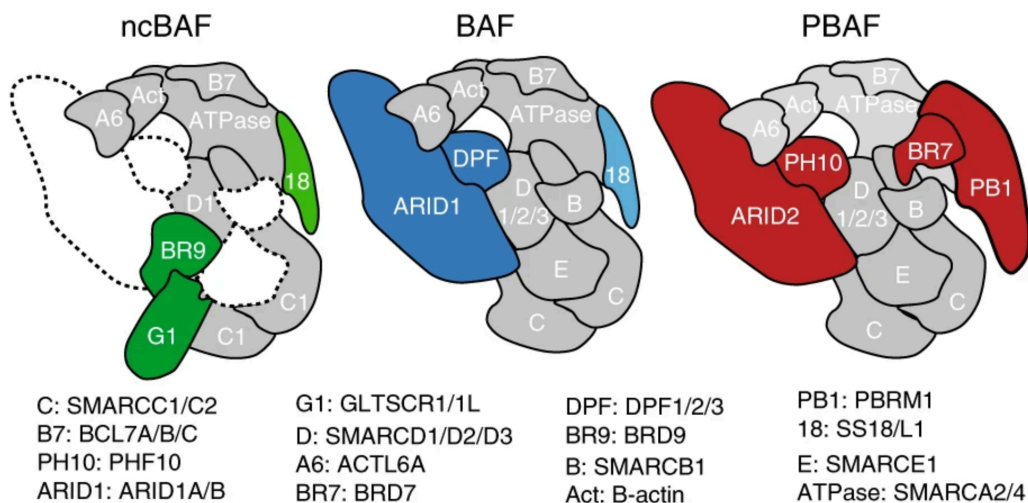 ncBAF
BAF
PBAF
B7
Act
A6
ATPase
18
D1
BR9
C1
G1
C1
B7
Act
A6
ATPase
DPF
18
D
1/2/3
B
ARID1
E
C
C
B7
Act
A6
ATPase
PH10
BR7
PB1
D
1/2/3
B
ARID2
E
C
C
C: SMARCC1/C2
B7: BCL7A/B/C
PH10: PHF10
ARID1: ARID1A/B
G1: GLTSCR1/1L
D: SMARCD1/D2/D3
A6: ACTL6A
BR7: BRD7
DPF: DPF1/2/3
BR9: BRD9
B: SMARCB1
Act: B-actin
PB1: PBRM1
18: SS18/L1
E: SMARCE1
ATPase: SMARCA2/4